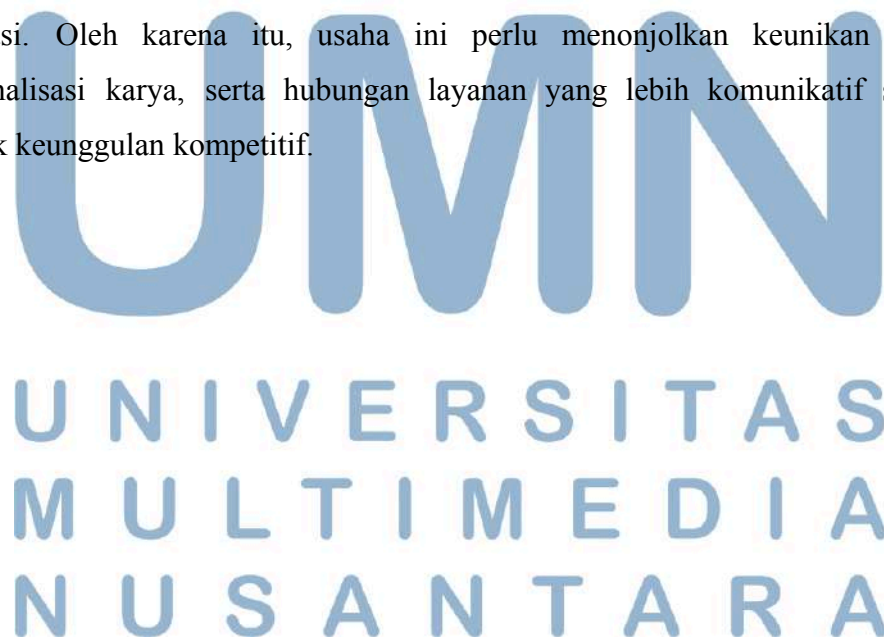 si. Oleh karena itu, usaha ini perlu menonjolkan keunikan
nalisasi karya, serta hubungan layanan yang lebih komunikatif s
k keunggulan kompetitif.
UMN
UNIVERSITAS
MULTIMEDIA
NUSANTARA